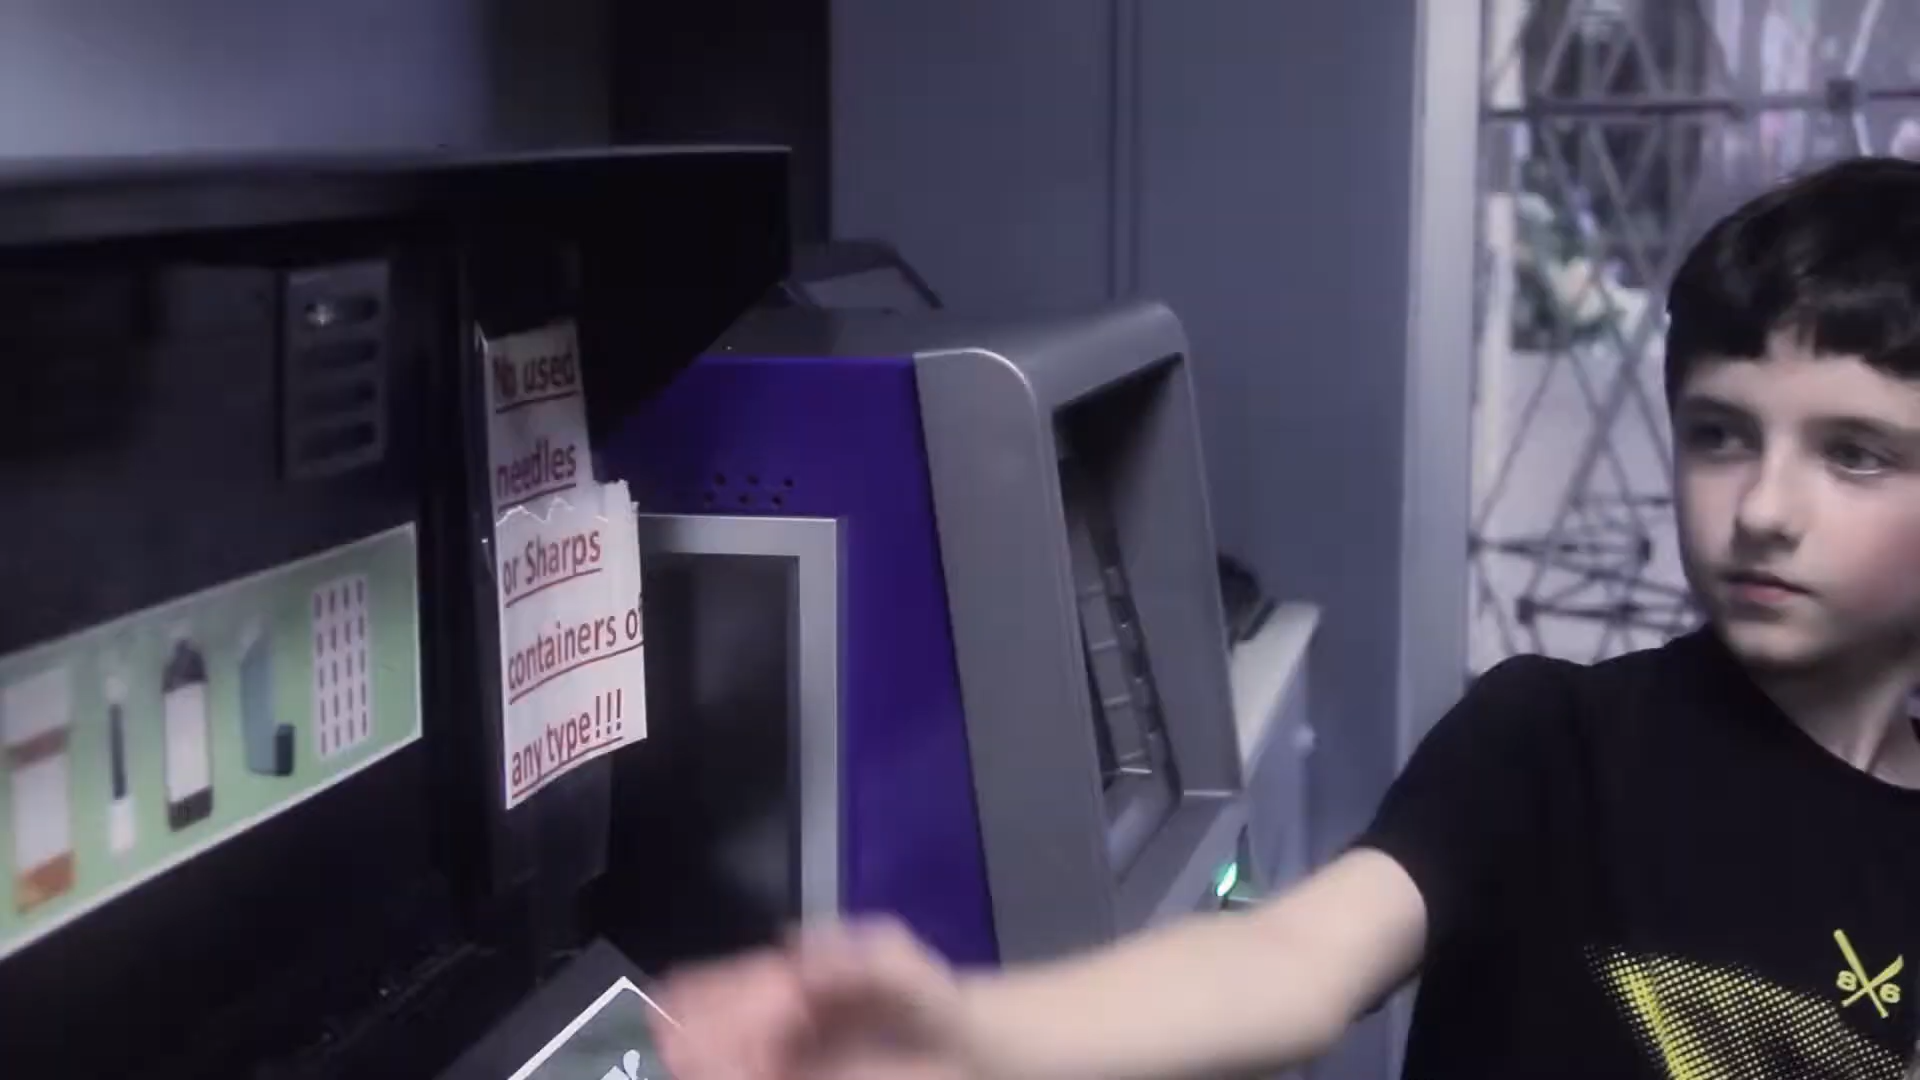 No used
needles
or Sharps
containers of
any type!!!